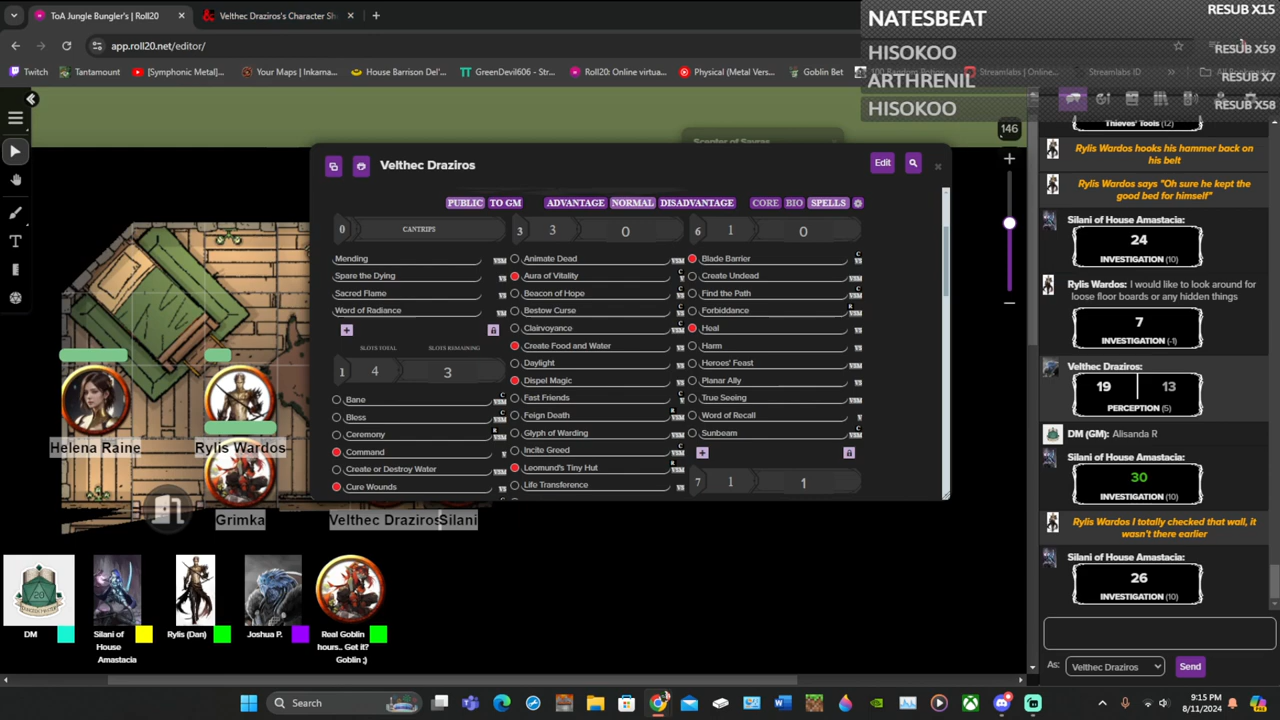 ToA Jungle Bungler's | Roll20
Velthec Draziros's Character Sh
NATESBEAT
RESUB X15
HISOKOO
RESUB X59
ARTHRENIL
RESUB X7
HISOKOO
RESUB X58
app.roll20.net/editor/
Twitch
Tantamount
[Symphonic Metal]...
Your Maps | Inkarna...
House Barrison Del'...
GreenDevil606 - Str...
Roll20: Online virtua...
Physical (Metal Vers...
Goblin Bet
Streamlabs | Online...
Streamlabs ID
146
Scepter of Savras
Velthec Draziros
Edit
PUBLIC TO GM
ADVANTAGE NORMAL DISADVANTAGE
CORE BIO SPELLS
0 CANTRIPS
Mending
Spare the Dying
Sacred Flame
Word of Radiance
SLOTS TOTAL SLOTS REMAINING
1 4 3
Bane
Bless
Ceremony
Command
Create or Destroy Water
Cure Wounds
3 3 0
Animate Dead
Aura of Vitality
Beacon of Hope
Bestow Curse
Clairvoyance
Create Food and Water
Daylight
Dispel Magic
Fast Friends
Feign Death
Glyph of Warding
Incite Greed
Leomund's Tiny Hut
Life Transference
6 1 0
Blade Barrier
Create Undead
Find the Path
Forbiddance
Heal
Harm
Heroes' Feast
Planar Ally
True Seeing
Word of Recall
Sunbeam
7 1 1
Helena Raine
Rylis Wardos
Grimka
Velthec Draziros
Silani
DM
Silani of
House
Amastacia
Rylis (Dan)
Joshua P.
Real Goblin
hours.. Get it?
Goblin ;)
Thieves' Tools (12)
Rylis Wardos hooks his hammer back on
his belt
Rylis Wardos says "Oh sure he kept the
good bed for himself"
Silani of House Amastacia:
24
INVESTIGATION (10)
Rylis Wardos: I would like to look around for
loose floor boards or any hidden things
7
INVESTIGATION (-1)
Velthec Draziros:
19 13
PERCEPTION (5)
DM (GM): Alisanda R
Silani of House Amastacia:
30
INVESTIGATION (10)
Rylis Wardos I totally checked that wall, it
wasn't there earlier
Silani of House Amastacia:
26
INVESTIGATION (10)
As: Velthec Draziros Send
Search
9:15 PM
8/11/2024